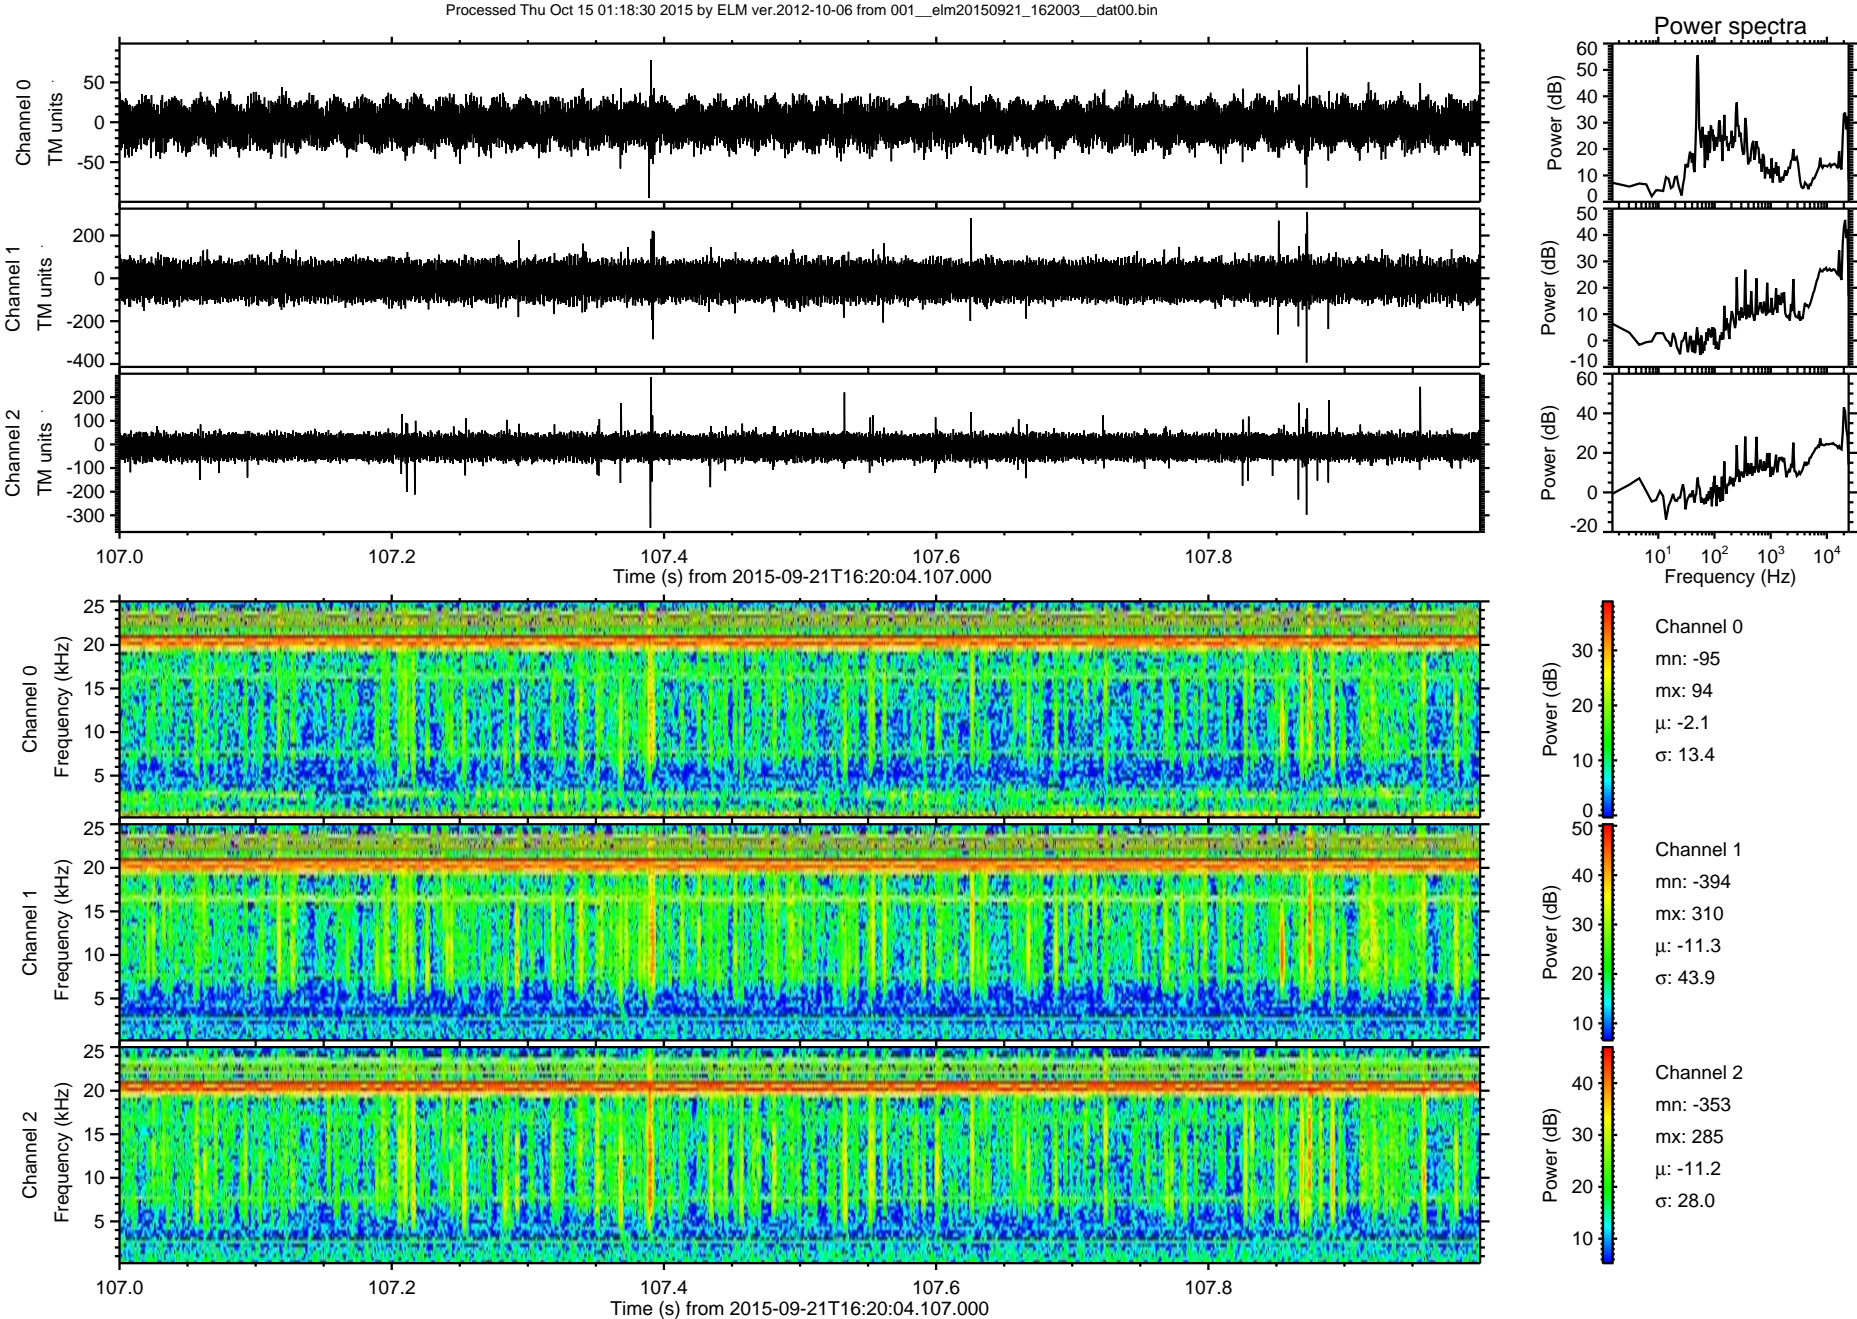 Processed Thu Oct 15 01:18:30 2015 by ELM ver.2012-10-06 from 001__elm20150921_162003__dat00.bin
Power spectra
Channel 0
TM units
50
0
-50
Power (dB)
60
50
40
30
20
10
0
Channel 1
TM units
200
0
-200
-400
Power (dB)
50
40
30
20
10
0
-10
Channel 2
TM units
200
100
0
-100
-200
-300
Power (dB)
60
40
20
0
-20
107.0 107.2 107.4 107.6 107.8
Time (s) from 2015-09-21T16:20:04.107.000
10¹ 10² 10³ 10⁴
Frequency (Hz)
Channel 0
Frequency (kHz)
25
20
15
10
5
Power (dB)
30
20
10
0
Channel 0
mn: -95
mx: 94
μ: -2.1
σ: 13.4
Channel 1
Frequency (kHz)
25
20
15
10
5
Power (dB)
50
40
30
20
10
Channel 1
mn: -394
mx: 310
μ: -11.3
σ: 43.9
Channel 2
Frequency (kHz)
25
20
15
10
5
Power (dB)
40
30
20
10
Channel 2
mn: -353
mx: 285
μ: -11.2
σ: 28.0
107.0 107.2 107.4 107.6 107.8
Time (s) from 2015-09-21T16:20:04.107.000